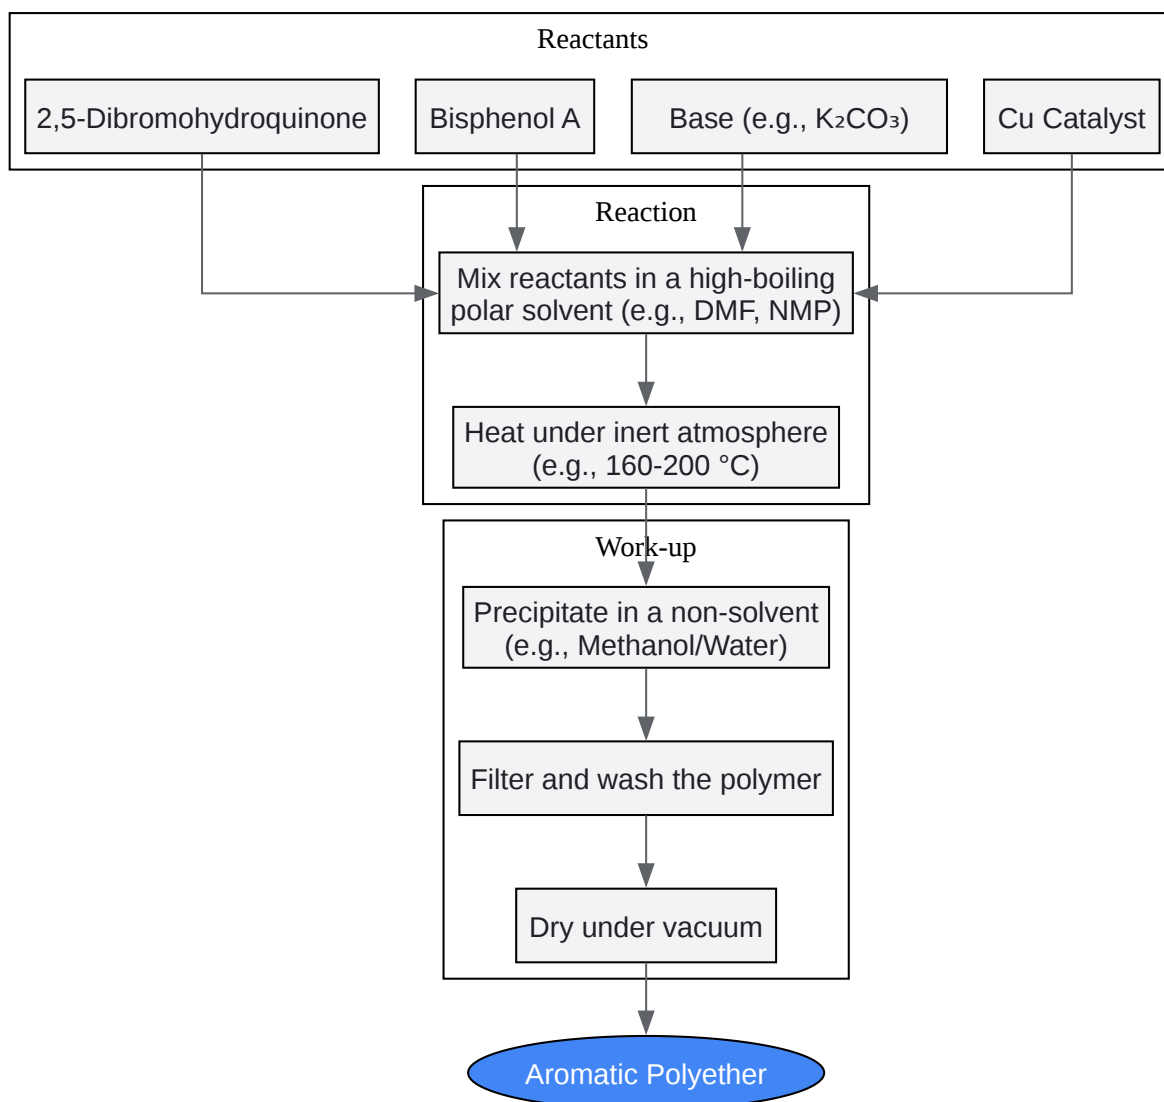 Reactants
2,5-Dibromohydroquinone
Bisphenol A
Base (e.g., K₂CO₃)
Cu Catalyst
Reaction
Mix reactants in a high-boiling
polar solvent (e.g., DMF, NMP)
Heat under inert atmosphere
(e.g., 160-200 °C)
Work-up
Precipitate in a non-solvent
(e.g., Methanol/Water)
Filter and wash the polymer
Dry under vacuum
Aromatic Polyether